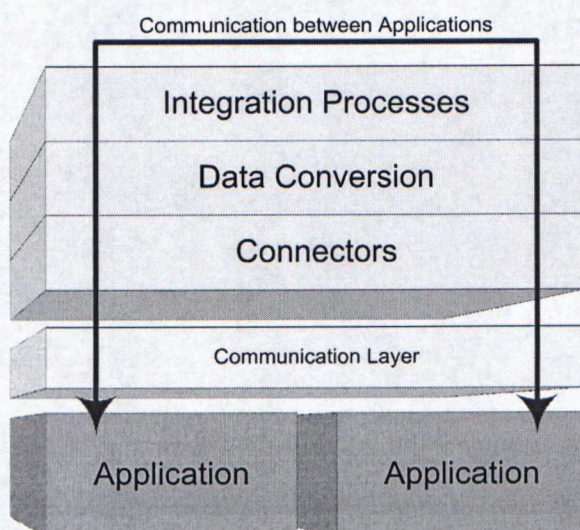 Communication between Applications
Integration Processes
Data Conversion
Connectors
Communication Layer
Application Application